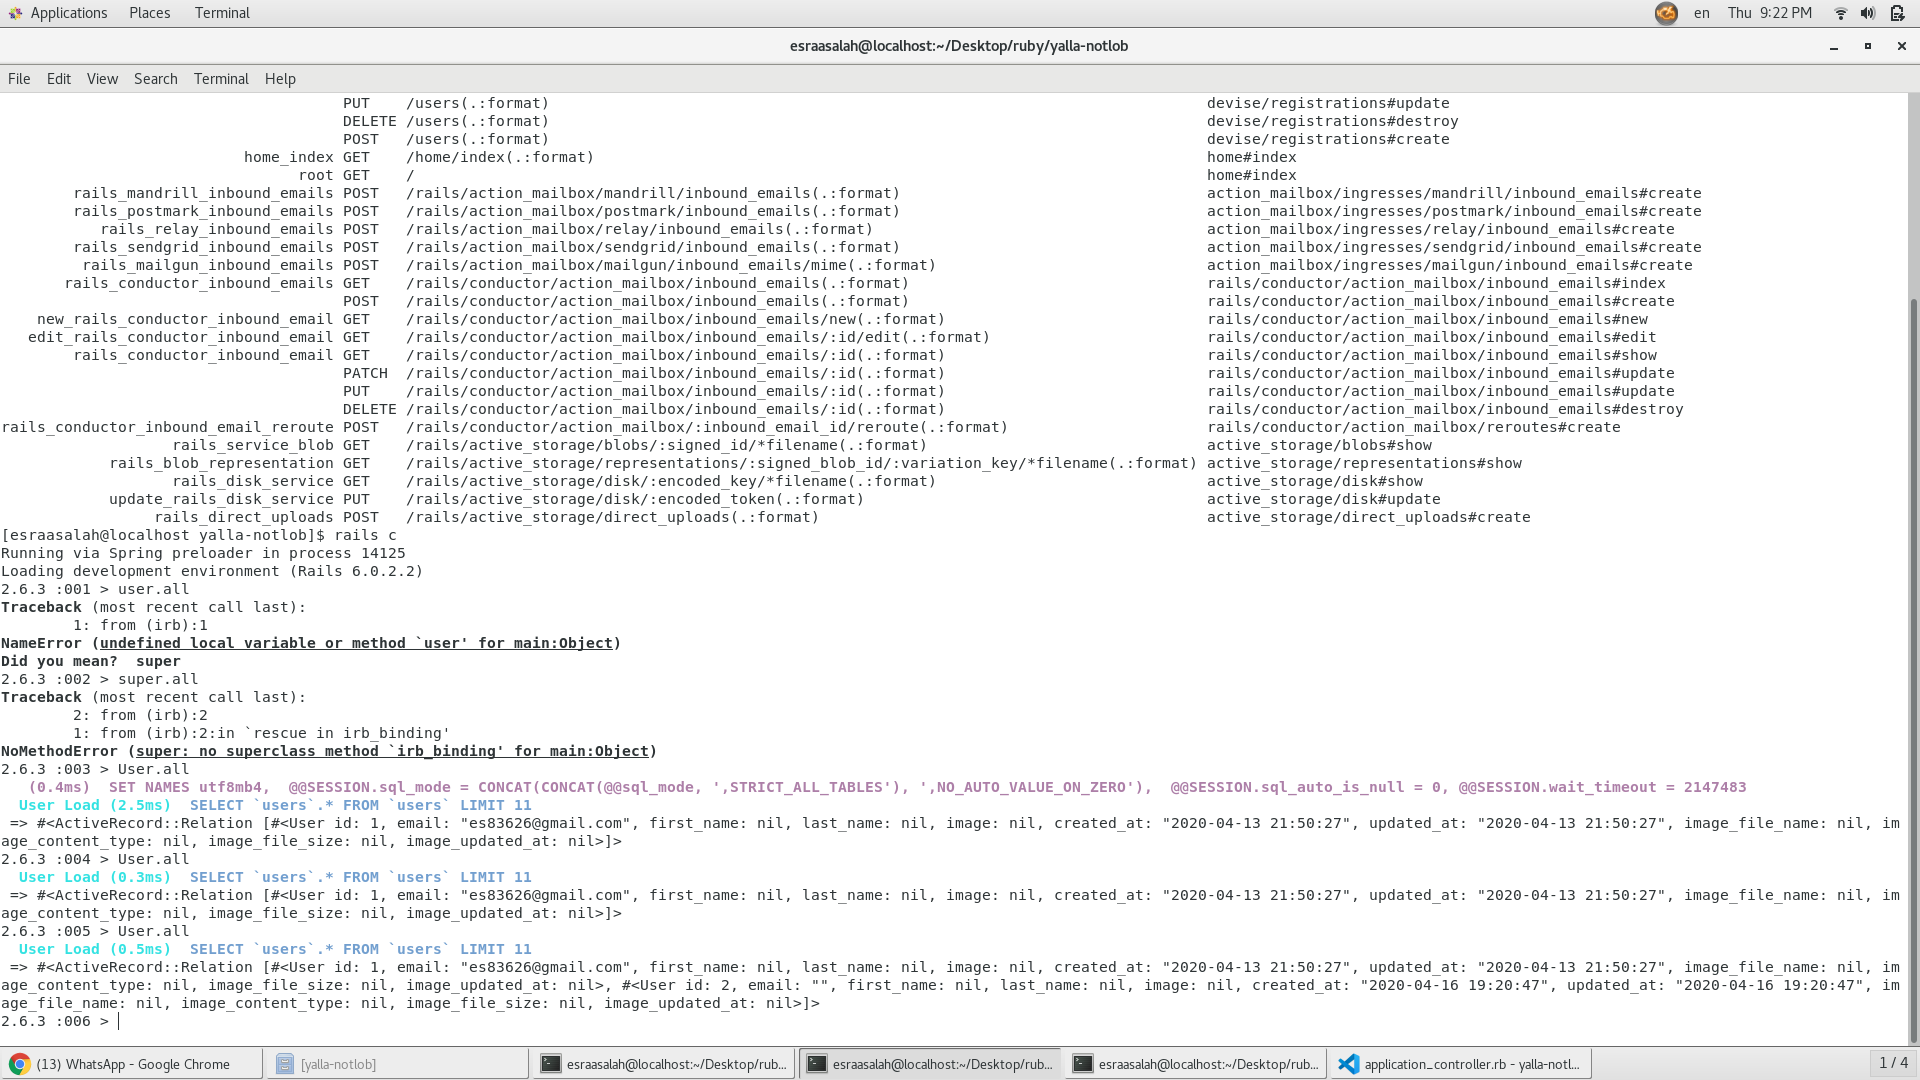 Applications Places Terminal en Thu 9:22 PM
esraasalah@localhost:~/Desktop/ruby/yalla-notlob
File Edit View Search Terminal Help
PUT /users(.:format) devise/registrations#update
DELETE /users(.:format) devise/registrations#destroy
POST /users(.:format) devise/registrations#create
home_index GET /home/index(.:format) home#index
root GET / home#index
rails_mandrill_inbound_emails POST /rails/action_mailbox/mandrill/inbound_emails(.:format) action_mailbox/ingresses/mandrill/inbound_emails#create
rails_postmark_inbound_emails POST /rails/action_mailbox/postmark/inbound_emails(.:format) action_mailbox/ingresses/postmark/inbound_emails#create
rails_relay_inbound_emails POST /rails/action_mailbox/relay/inbound_emails(.:format) action_mailbox/ingresses/relay/inbound_emails#create
rails_sendgrid_inbound_emails POST /rails/action_mailbox/sendgrid/inbound_emails(.:format) action_mailbox/ingresses/sendgrid/inbound_emails#create
rails_mailgun_inbound_emails POST /rails/action_mailbox/mailgun/inbound_emails/mime(.:format) action_mailbox/ingresses/mailgun/inbound_emails#create
rails_conductor_inbound_emails GET /rails/conductor/action_mailbox/inbound_emails(.:format) rails/conductor/action_mailbox/inbound_emails#index
POST /rails/conductor/action_mailbox/inbound_emails(.:format) rails/conductor/action_mailbox/inbound_emails#create
new_rails_conductor_inbound_email GET /rails/conductor/action_mailbox/inbound_emails/new(.:format) rails/conductor/action_mailbox/inbound_emails#new
edit_rails_conductor_inbound_email GET /rails/conductor/action_mailbox/inbound_emails/:id/edit(.:format) rails/conductor/action_mailbox/inbound_emails#edit
rails_conductor_inbound_email GET /rails/conductor/action_mailbox/inbound_emails/:id(.:format) rails/conductor/action_mailbox/inbound_emails#show
PATCH /rails/conductor/action_mailbox/inbound_emails/:id(.:format) rails/conductor/action_mailbox/inbound_emails#update
PUT /rails/conductor/action_mailbox/inbound_emails/:id(.:format) rails/conductor/action_mailbox/inbound_emails#update
DELETE /rails/conductor/action_mailbox/inbound_emails/:id(.:format) rails/conductor/action_mailbox/inbound_emails#destroy
rails_conductor_inbound_email_reroute POST /rails/conductor/action_mailbox/:inbound_email_id/reroute(.:format) rails/conductor/action_mailbox/reroutes#create
rails_service_blob GET /rails/active_storage/blobs/:signed_id/*filename(.:format) active_storage/blobs#show
rails_blob_representation GET /rails/active_storage/representations/:signed_blob_id/:variation_key/*filename(.:format) active_storage/representations#show
rails_disk_service GET /rails/active_storage/disk/:encoded_key/*filename(.:format) active_storage/disk#show
update_rails_disk_service PUT /rails/active_storage/disk/:encoded_token(.:format) active_storage/disk#update
rails_direct_uploads POST /rails/active_storage/direct_uploads(.:format) active_storage/direct_uploads#create
[esraasalah@localhost yalla-notlob]$ rails c
Running via Spring preloader in process 14125
Loading development environment (Rails 6.0.2.2)
2.6.3 :001 > user.all
Traceback (most recent call last):
1: from (irb):1
NameError (undefined local variable or method `user' for main:Object)
Did you mean? super
2.6.3 :002 > super.all
Traceback (most recent call last):
2: from (irb):2
1: from (irb):2:in `rescue in irb_binding'
NoMethodError (super: no superclass method `irb_binding' for main:Object)
2.6.3 :003 > User.all
(0.4ms) SET NAMES utf8mb4, @@SESSION.sql_mode = CONCAT(CONCAT(@@sql_mode, ',STRICT_ALL_TABLES'), ',NO_AUTO_VALUE_ON_ZERO'), @@SESSION.sql_auto_is_null = 0, @@SESSION.wait_timeout = 2147483
User Load (2.5ms) SELECT `users`.* FROM `users` LIMIT 11
=> #<ActiveRecord::Relation [#<User id: 1, email: "es83626@gmail.com", first_name: nil, last_name: nil, image: nil, created_at: "2020-04-13 21:50:27", updated_at: "2020-04-13 21:50:27", image_file_name: nil, im
age_content_type: nil, image_file_size: nil, image_updated_at: nil>]>
2.6.3 :004 > User.all
User Load (0.3ms) SELECT `users`.* FROM `users` LIMIT 11
=> #<ActiveRecord::Relation [#<User id: 1, email: "es83626@gmail.com", first_name: nil, last_name: nil, image: nil, created_at: "2020-04-13 21:50:27", updated_at: "2020-04-13 21:50:27", image_file_name: nil, im
age_content_type: nil, image_file_size: nil, image_updated_at: nil>]>
2.6.3 :005 > User.all
User Load (0.5ms) SELECT `users`.* FROM `users` LIMIT 11
=> #<ActiveRecord::Relation [#<User id: 1, email: "es83626@gmail.com", first_name: nil, last_name: nil, image: nil, created_at: "2020-04-13 21:50:27", updated_at: "2020-04-13 21:50:27", image_file_name: nil, im
age_content_type: nil, image_file_size: nil, image_updated_at: nil>, #<User id: 2, email: "", first_name: nil, last_name: nil, image: nil, created_at: "2020-04-16 19:20:47", updated_at: "2020-04-16 19:20:47", im
age_file_name: nil, image_content_type: nil, image_file_size: nil, image_updated_at: nil>]>
2.6.3 :006 >
(13) WhatsApp - Google Chrome [yalla-notlob] esraasalah@localhost:~/Desktop/rub... esraasalah@localhost:~/Desktop/rub... esraasalah@localhost:~/Desktop/rub... application_controller.rb - yalla-notl... 1 / 4